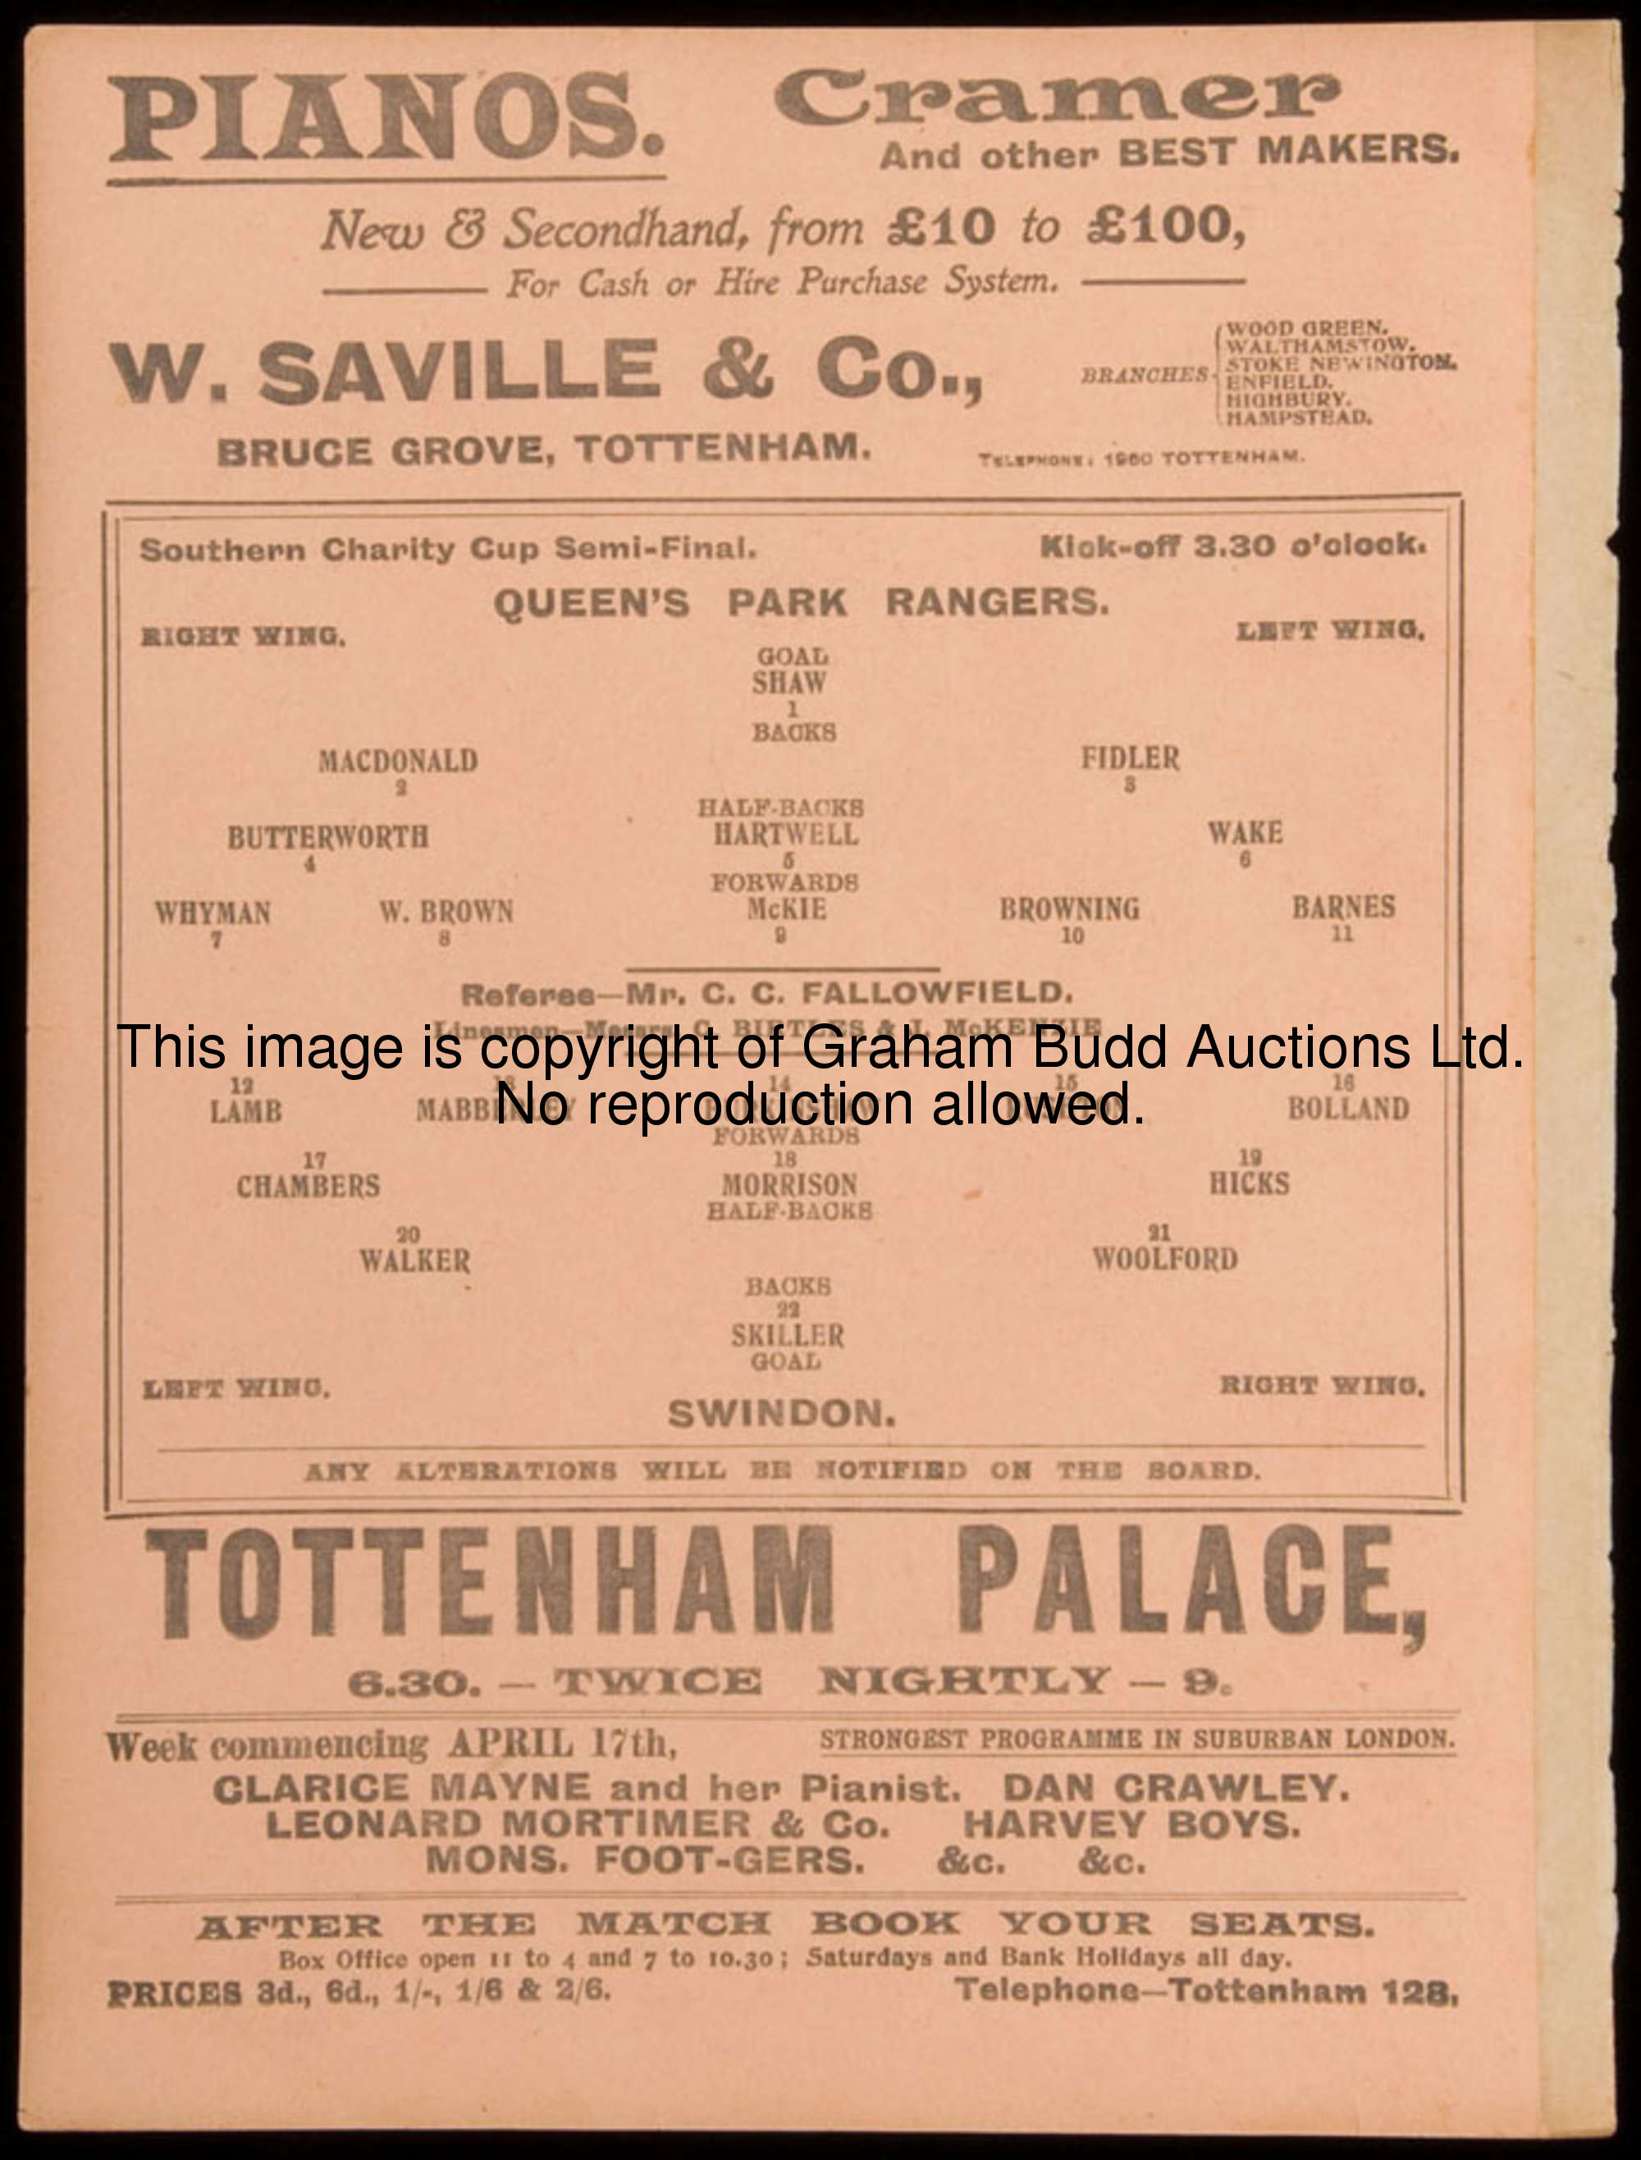 PIANOS. Cramer
And other BEST MAKERS.
New & Secondhand, from £10 to £100,
For Cash or Hire Purchase System.
W. SAVILLE & Co.,
BRUCE GROVE, TOTTENHAM.
BRANCHES
WOOD GREEN.
WALTHAMSTOW.
STOKE NEWINGTON.
ENFIELD.
HIGHBURY.
HAMPSTEAD.
TELEPHONE: 1960 TOTTENHAM.
Southern Charity Cup Semi-Final. Kick-off 3.30 o'clock.
QUEEN'S PARK RANGERS.
RIGHT WING. LEFT WING.
GOAL
SHAW
1
BACKS
MACDONALD FIDLER
2 3
HALF-BACKS
BUTTERWORTH HARTWELL WAKE
4 5 6
FORWARDS
WHYMAN W. BROWN McKIE BROWNING BARNES
7 8 9 10 11
Referee—Mr. C. C. FALLOWFIELD.
Linesmen—Messrs. C. BIRTLES & J. McKENZIE
This image is copyright of Graham Budd Auctions Ltd.
No reproduction allowed.
12 13 14 15 16
LAMB BOLLAND
FORWARDS
17 18 19
CHAMBERS MORRISON HICKS
HALF-BACKS
20 21
WALKER WOOLFORD
BACKS
22
SKILLER
GOAL
LEFT WING. RIGHT WING.
SWINDON.
ANY ALTERATIONS WILL BE NOTIFIED ON THE BOARD.
TOTTENHAM PALACE,
6.30. — TWICE NIGHTLY — 9.
Week commencing APRIL 17th, STRONGEST PROGRAMME IN SUBURBAN LONDON.
CLARICE MAYNE and her Pianist. DAN CRAWLEY.
LEONARD MORTIMER & Co. HARVEY BOYS.
MONS. FOOT-GERS. &c. &c.
AFTER THE MATCH BOOK YOUR SEATS.
Box Office open 11 to 4 and 7 to 10.30; Saturdays and Bank Holidays all day.
PRICES 3d., 6d., 1/-, 1/6 & 2/6. Telephone—Tottenham 128.